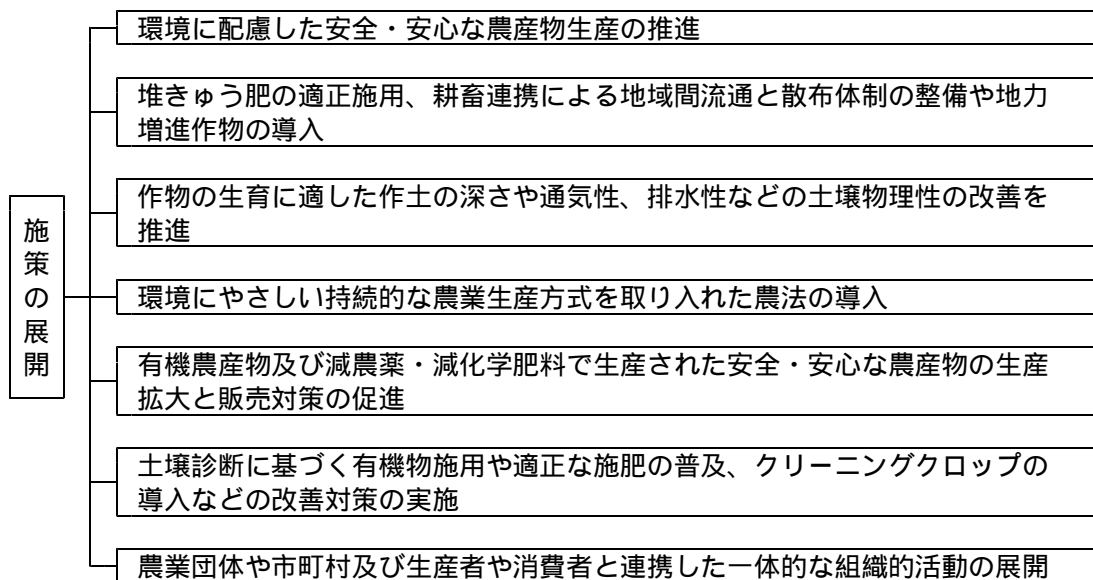 環境に配慮した安全・安心な農産物生産の推進
堆きゅう肥の適正施用、耕畜連携による地域間流通と散布体制の整備や地力
増進作物の導入
作物の生育に適した作土の深さや通気性、排水性などの土壌物理性の改善を
推進
施策の展開
環境にやさしい持続的な農業生産方式を取り入れた農法の導入
有機農産物及び減農薬・減化学肥料で生産された安全・安心な農産物の生産
拡大と販売対策の促進
土壌診断に基づく有機物施用や適正な施肥の普及、クリーニングクロップの
導入などの改善対策の実施
農業団体や市町村及び生産者や消費者と連携した一体的な組織的活動の展開